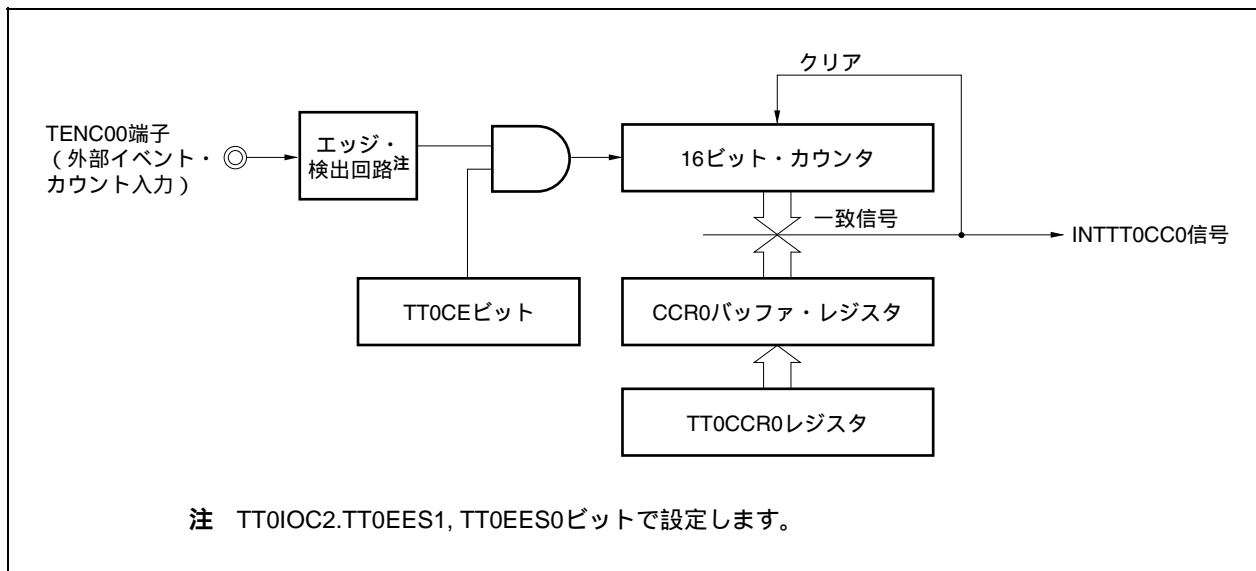 クリア
TENC00端子
（外部イベント・
カウント入力）
エッジ・
検出回路注
16ビット・カウンタ
一致信号
INTTT0CC0信号
TT0CEビット
CCR0バッファ・レジスタ
TT0CCR0レジスタ
注 TT0IOC2.TT0EES1, TT0EES0ビットで設定します。